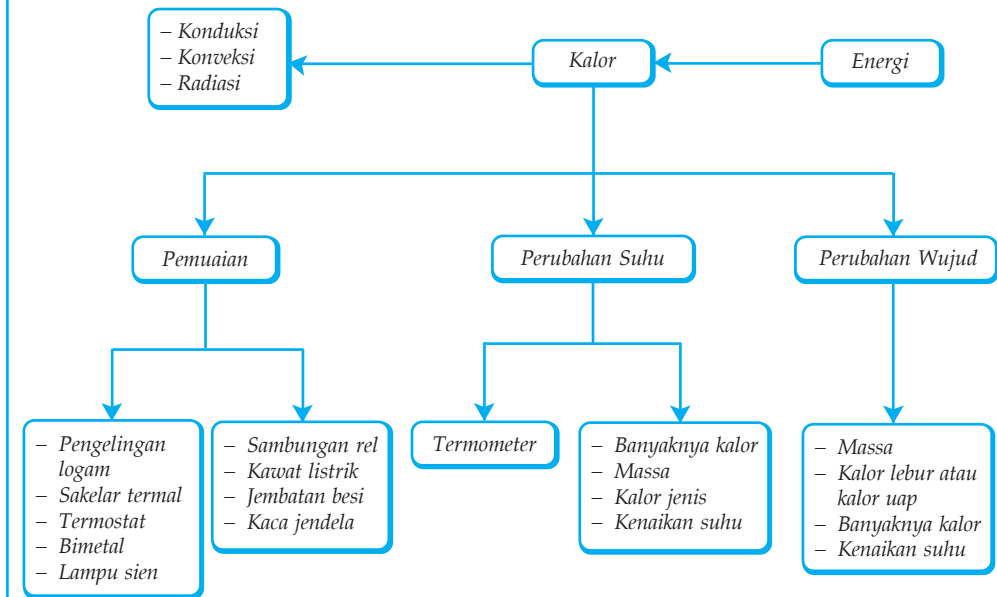 – Konduksi
– Konveksi
– Radiasi
Kalor
Energi
Pemuaian
Perubahan Suhu
Perubahan Wujud
– Pengelingan
logam
– Sakelar termal
– Termostat
– Bimetal
– Lampu sien
– Sambungan rel
– Kawat listrik
– Jembatan besi
– Kaca jendela
Termometer
– Banyaknya kalor
– Massa
– Kalor jenis
– Kenaikan suhu
– Massa
– Kalor lebur atau
kalor uap
– Banyaknya kalor
– Kenaikan suhu